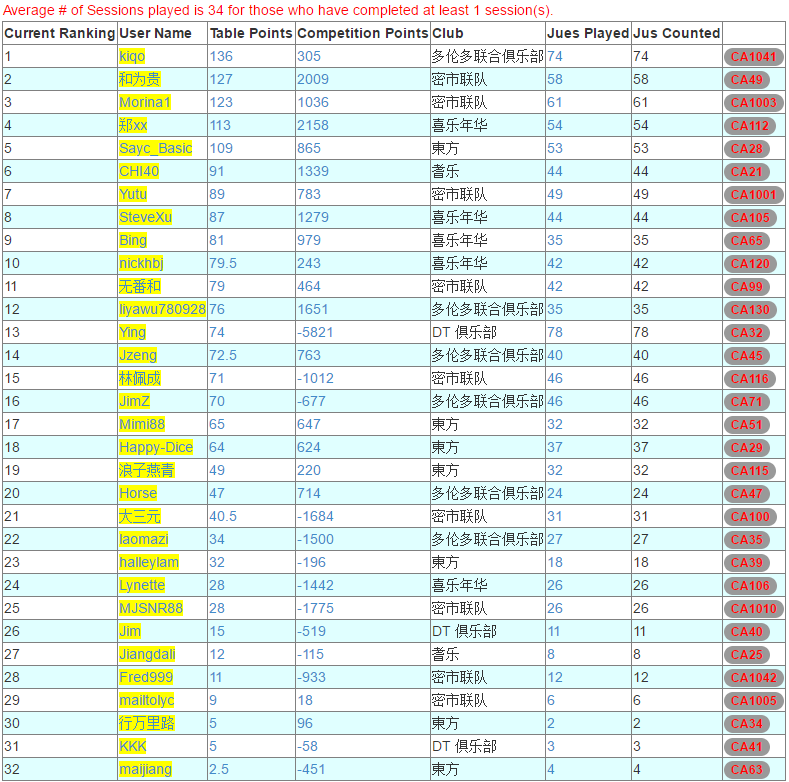 Average # of Sessions played is 34 for those who have completed at least 1 session(s).
Current Ranking User Name Table Points Competition Points Club Jues Played Jus Counted
1 kiqo 136 305 多伦多联合俱乐部 74 74 CA1041
2 和为贵 127 2009 密市联队 58 58 CA49
3 Morina1 123 1036 密市联队 61 61 CA1003
4 郑xx 113 2158 喜乐年华 54 54 CA112
5 Sayc_Basic 109 865 東方 53 53 CA28
6 CHI40 91 1339 耆乐 44 44 CA21
7 Yutu 89 783 密市联队 49 49 CA1001
8 SteveXu 87 1279 喜乐年华 44 44 CA105
9 Bing 81 979 喜乐年华 35 35 CA65
10 nickhbj 79.5 243 喜乐年华 42 42 CA120
11 无番和 79 464 密市联队 42 42 CA99
12 liyawu780928 76 1651 多伦多联合俱乐部 35 35 CA130
13 Ying 74 -5821 DT 俱乐部 78 78 CA32
14 Jzeng 72.5 763 多伦多联合俱乐部 40 40 CA45
15 林佩成 71 -1012 密市联队 46 46 CA116
16 JimZ 70 -677 多伦多联合俱乐部 46 46 CA71
17 Mimi88 65 647 東方 32 32 CA51
18 Happy-Dice 64 624 東方 37 37 CA29
19 浪子燕青 49 220 東方 32 32 CA115
20 Horse 47 714 多伦多联合俱乐部 24 24 CA47
21 大三元 40.5 -1684 密市联队 31 31 CA100
22 laomazi 34 -1500 多伦多联合俱乐部 27 27 CA35
23 halleylam 32 -196 東方 18 18 CA39
24 Lynette 28 -1442 喜乐年华 26 26 CA106
25 MJSNR88 28 -1775 密市联队 26 26 CA1010
26 Jim 15 -519 DT 俱乐部 11 11 CA40
27 Jiangdali 12 -115 耆乐 8 8 CA25
28 Fred999 11 -933 密市联队 12 12 CA1042
29 mailtolyc 9 18 密市联队 6 6 CA1005
30 行万里路 5 96 東方 2 2 CA34
31 KKK 5 -58 DT 俱乐部 3 3 CA41
32 maijiang 2.5 -451 東方 4 4 CA63